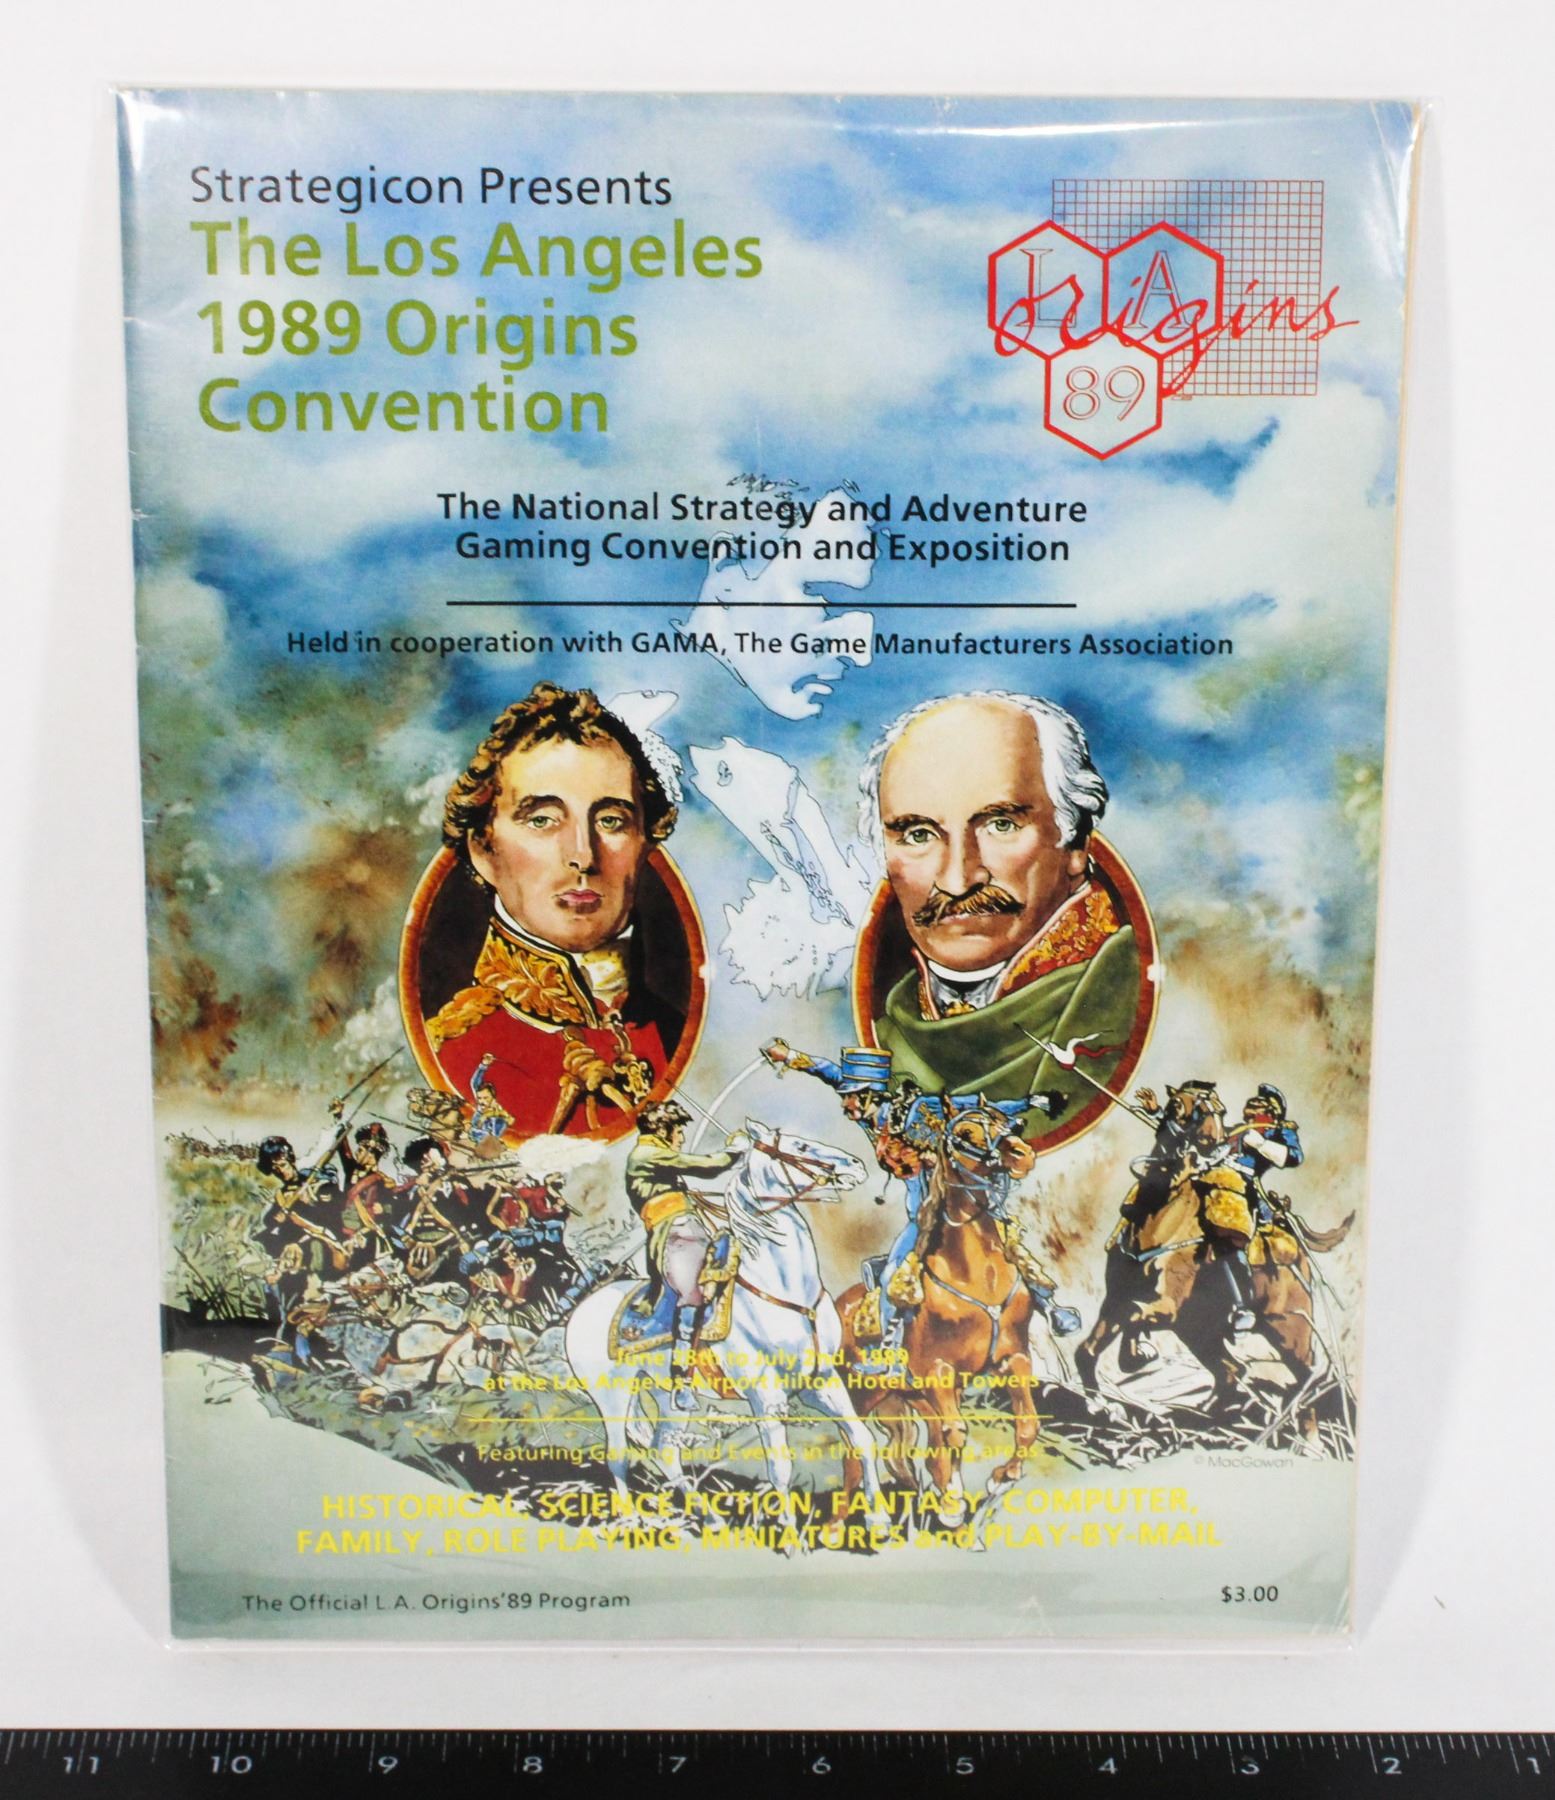 Strategicon Presents
The Los Angeles
1989 Origins
Convention
L A
origins
89
The National Strategy and Adventure
Gaming Convention and Exposition
Held in cooperation with GAMA, The Game Manufacturers Association
June 28th to July 2nd, 1989
at the Los Angeles Airport Hilton Hotel and Towers
Featuring Gaming and Events in the following areas:
© MacGowan
HISTORICAL, SCIENCE FICTION, FANTASY, COMPUTER,
FAMILY, ROLE PLAYING, MINIATURES and PLAY-BY-MAIL
The Official L.A. Origins'89 Program
$3.00
11 10 9 8 7 6 5 4 3 2 1